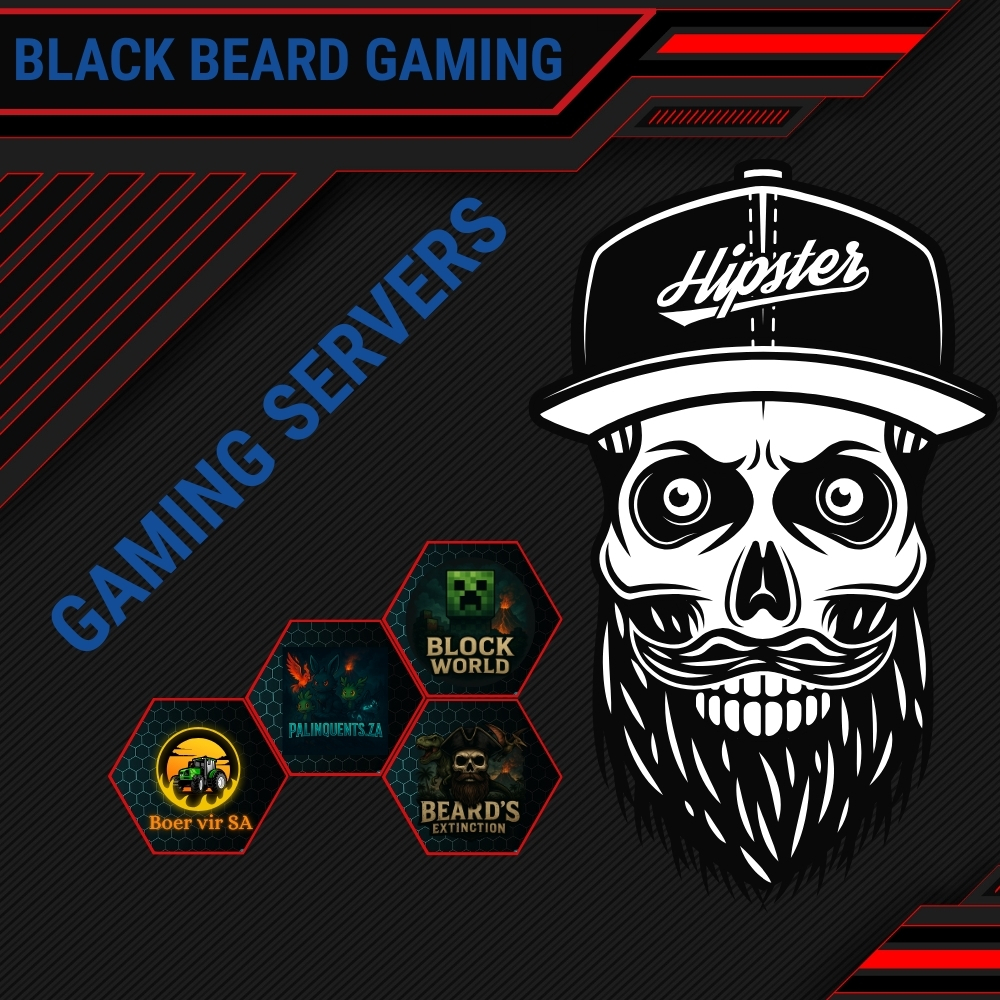 BLACK BEARD GAMING
GAMING SERVERS
Hipster
BLOCK
WORLD
PALINQUENTS.ZA
Boer vir SA
BEARD'S
EXTINCTION